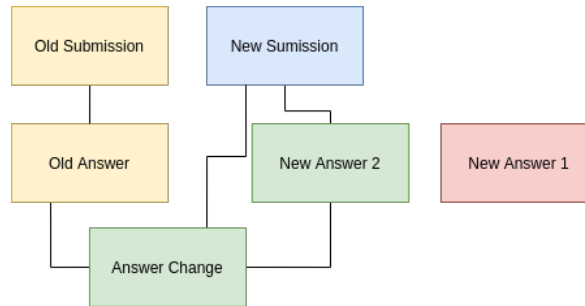 Old Submission
New Sumission
Old Answer
New Answer 2
New Answer 1
Answer Change